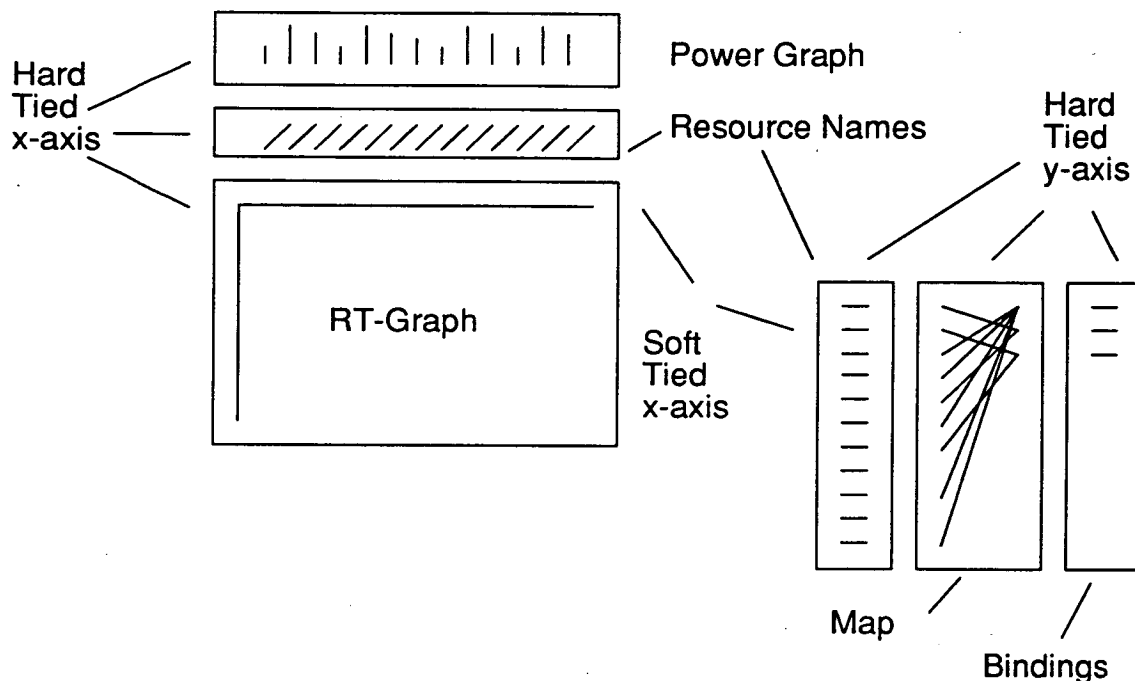 Power Graph
Hard
Tied
x-axis
Resource Names
Hard
Tied
y-axis
RT-Graph
Soft
Tied
x-axis
Map
Bindings